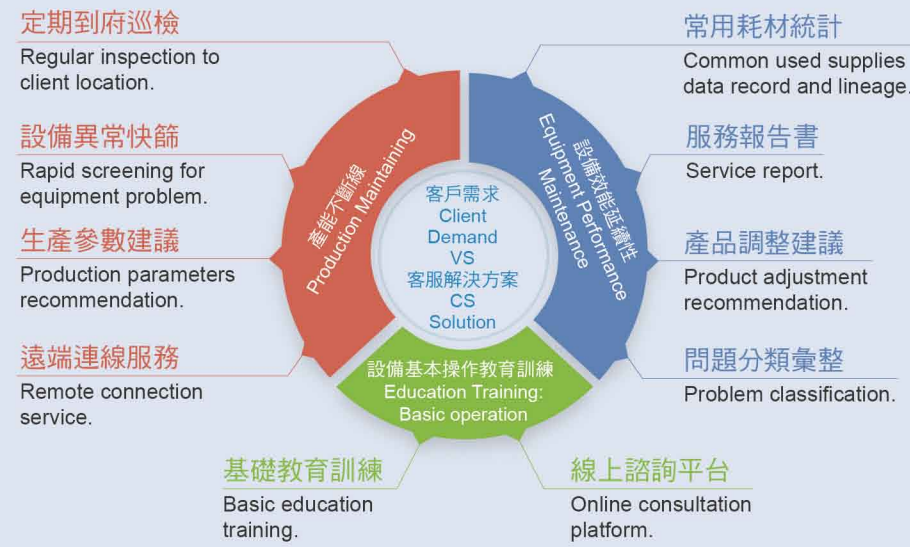 定期到府巡檢
Regular inspection to
client location.
設備異常快篩
Rapid screening for
equipment problem.
生產參數建議
Production parameters
recommendation.
遠端連線服務
Remote connection
service.
產能不斷線
Production Maintaining
客戶需求
Client
Demand
VS
客服解決方案
CS
Solution
設備效能延續性
Equipment Performance
Maintenance
常用耗材統計
Common used supplies
data record and lineage.
服務報告書
Service report.
產品調整建議
Product adjustment
recommendation.
問題分類彙整
Problem classification.
設備基本操作教育訓練
Education Training:
Basic operation
基礎教育訓練
Basic education
training.
線上諮詢平台
Online consultation
platform.